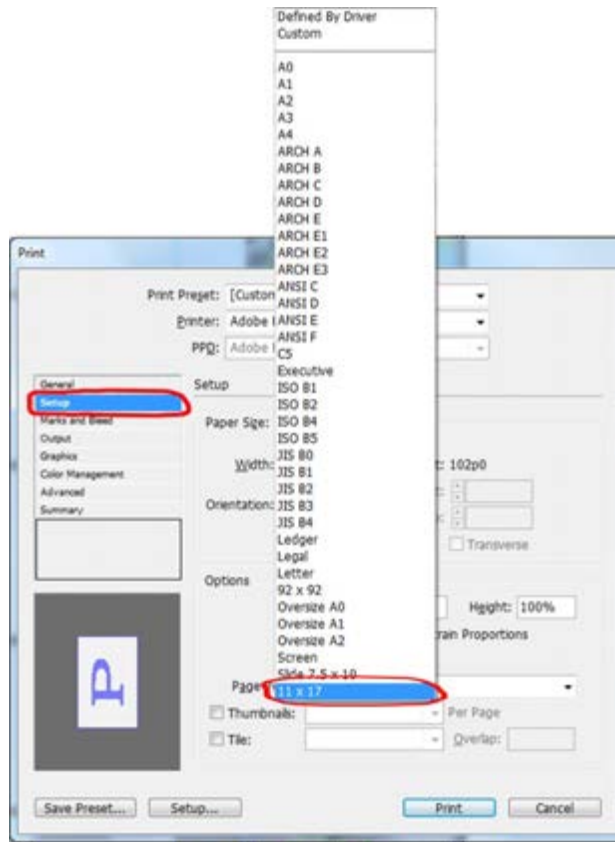 Defined By Driver
Custom
A0
A1
A2
A3
A4
ARCH A
ARCH B
ARCH C
ARCH D
ARCH E
ARCH E1
ARCH E2
ARCH E3
ANSI C
ANSI D
ANSI E
ANSI F
C5
Executive
ISO B1
ISO B2
ISO B4
ISO B5
JIS B0
JIS B1
JIS B2
JIS B3
JIS B4
Ledger
Legal
Letter
92 x 92
Oversize A0
Oversize A1
Oversize A2
Screen
Slide 7.5 x 10
11 x 17
Print
Print Preset: [Custom
Printer: Adobe
PPD: Adobe
General
Setup
Marks and Bleed
Output
Graphics
Color Management
Advanced
Summary
Setup
Paper Size:
Width: t: 102p0
Orientation:
Transverse
Options
Height: 100%
rain Proportions
Page
Thumbnails: Per Page
Tile: Overlap:
P
Save Preset... Setup... Print Cancel